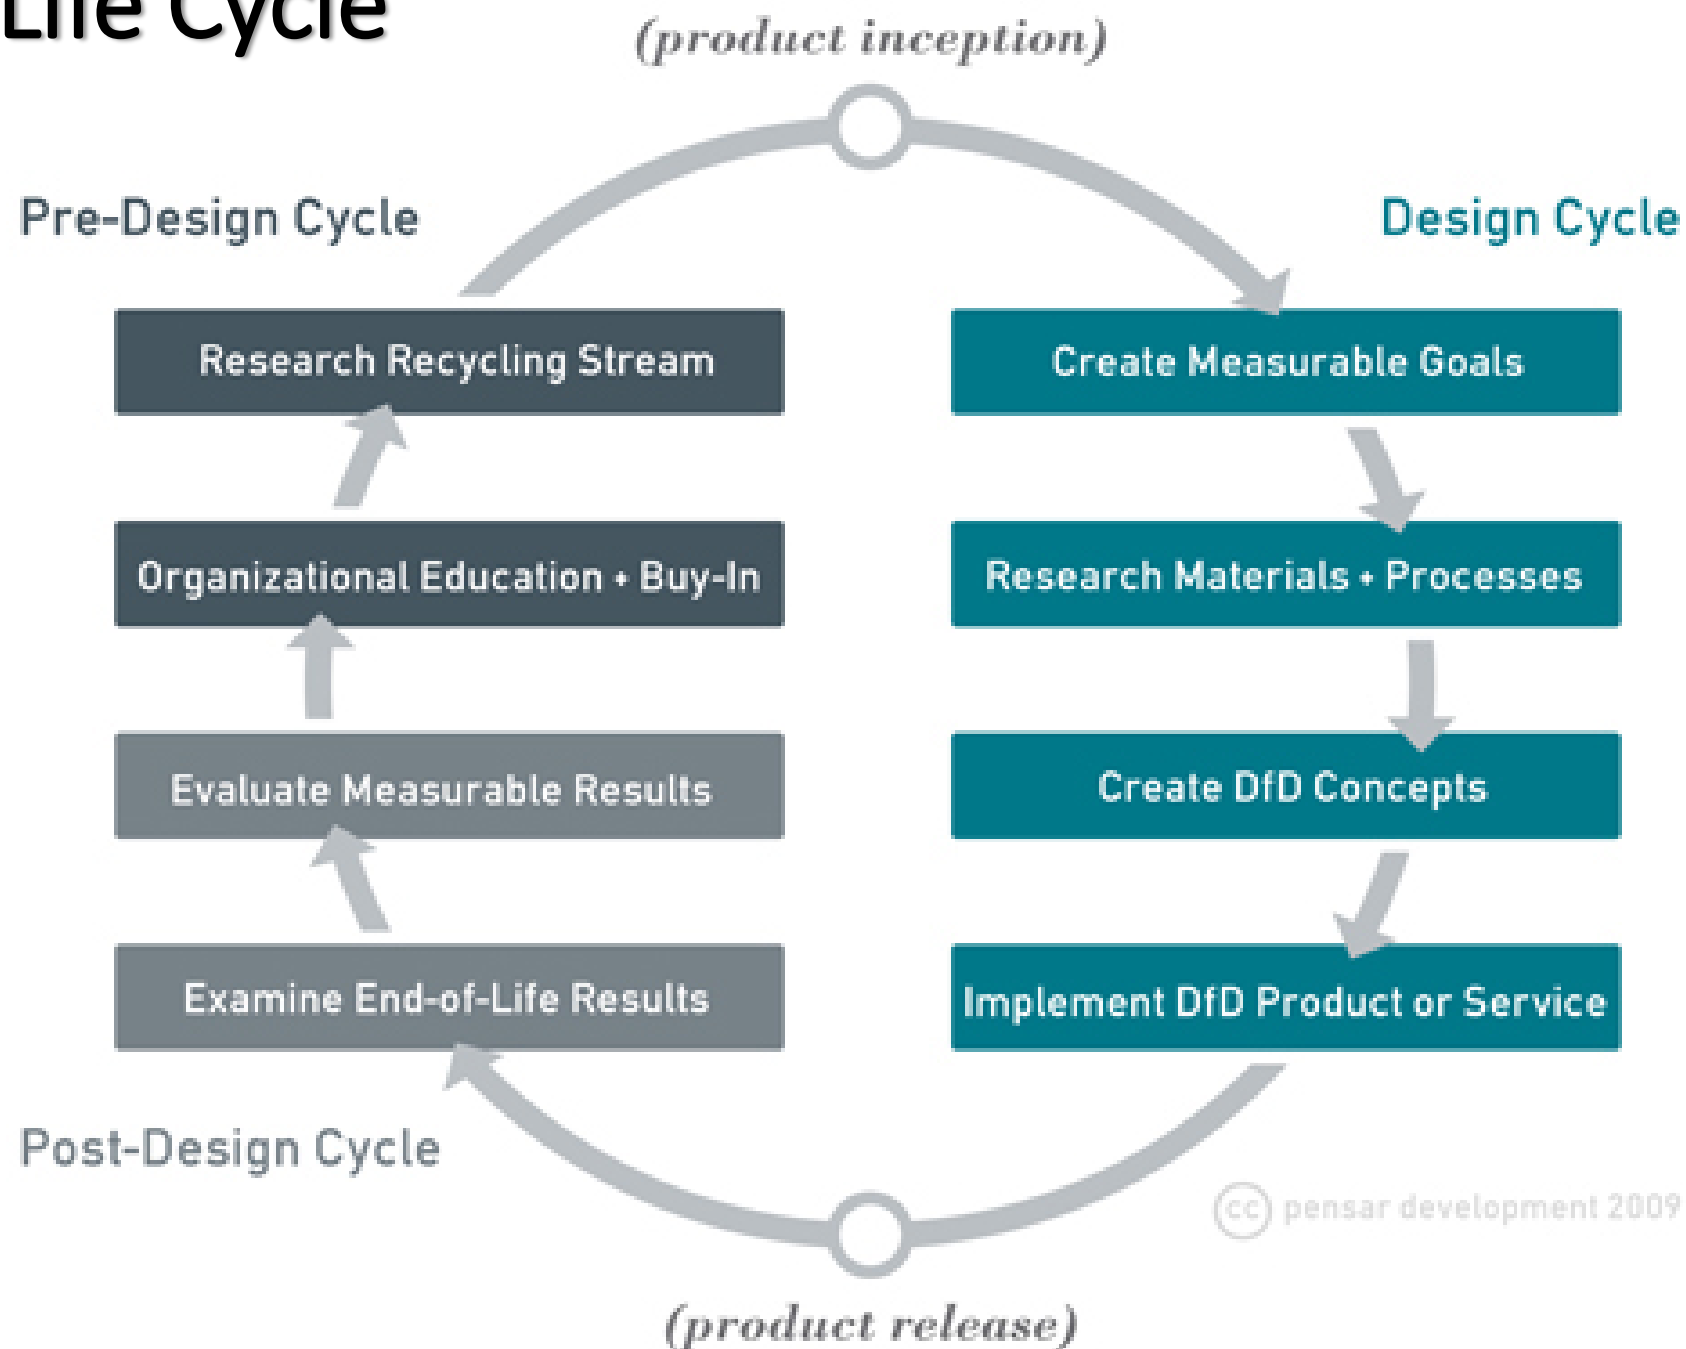 Life Cycle
(product inception)
Pre-Design Cycle
Design Cycle
Research Recycling Stream
Create Measurable Goals
Organizational Education + Buy-In
Research Materials + Processes
Evaluate Measurable Results
Create DfD Concepts
Examine End-of-Life Results
Implement DfD Product or Service
Post-Design Cycle
cc pensar development 2009
(product release)